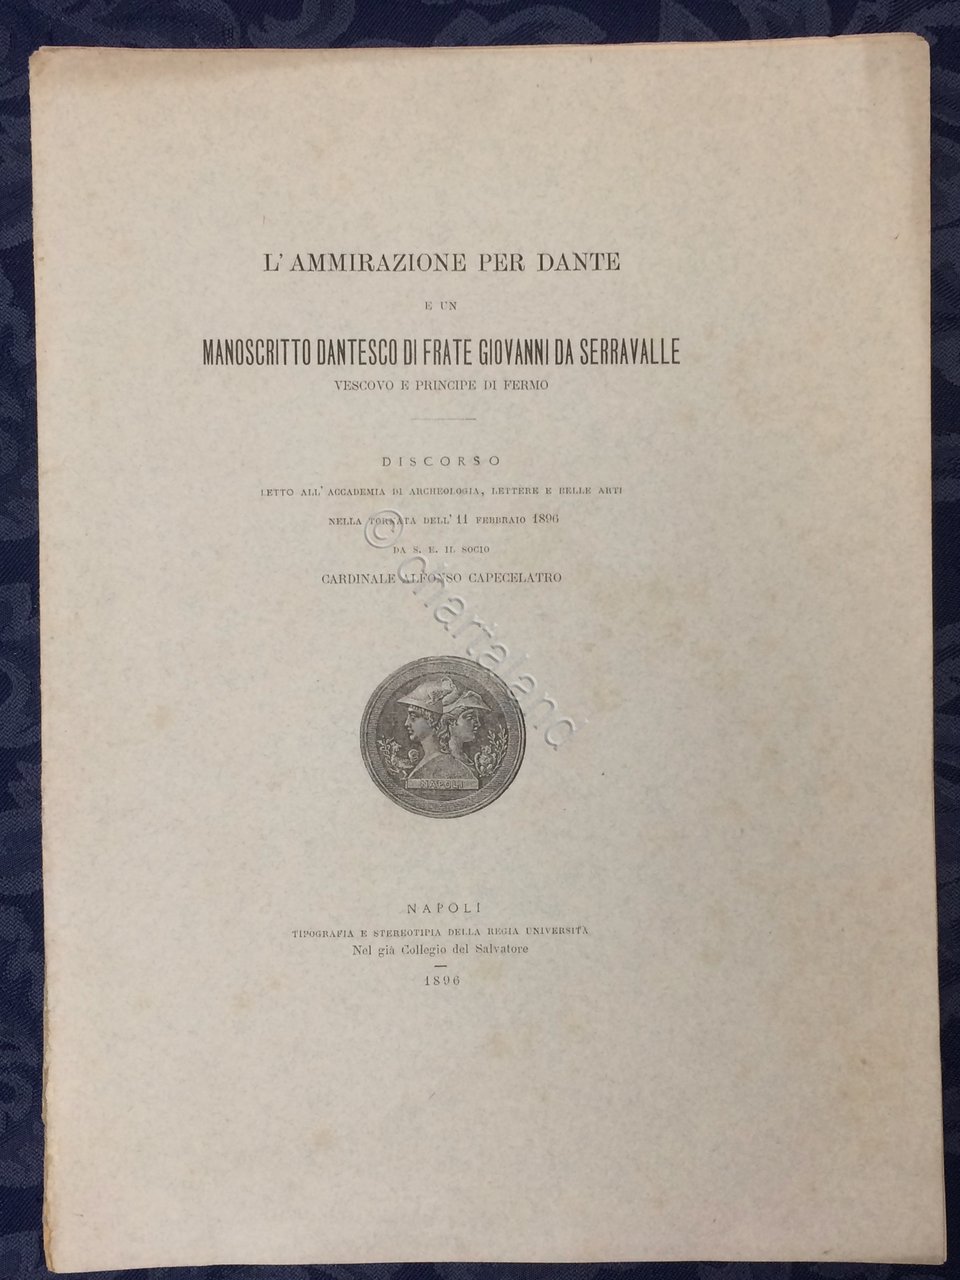 L'AMMIRAZIONE PER DANTE
E UN
MANOSCRITTO DANTESCO DI FRATE GIOVANNI DA SERRAVALLE
VESCOVO E PRINCIPE DI FERMO
DISCORSO
LETTO ALL'ACCADEMIA DI ARCHEOLOGIA, LETTERE E BELLE ARTI
NELLA TORNATA DELL'11 FEBBRAIO 1896
DA S. E. IL SOCIO
CARDINALE ALFONSO CAPECELATRO
© chartaland
NAPOLI
NAPOLI
TIPOGRAFIA E STEREOTIPIA DELLA REGIA UNIVERSITÀ
Nel già Collegio del Salvatore
1896